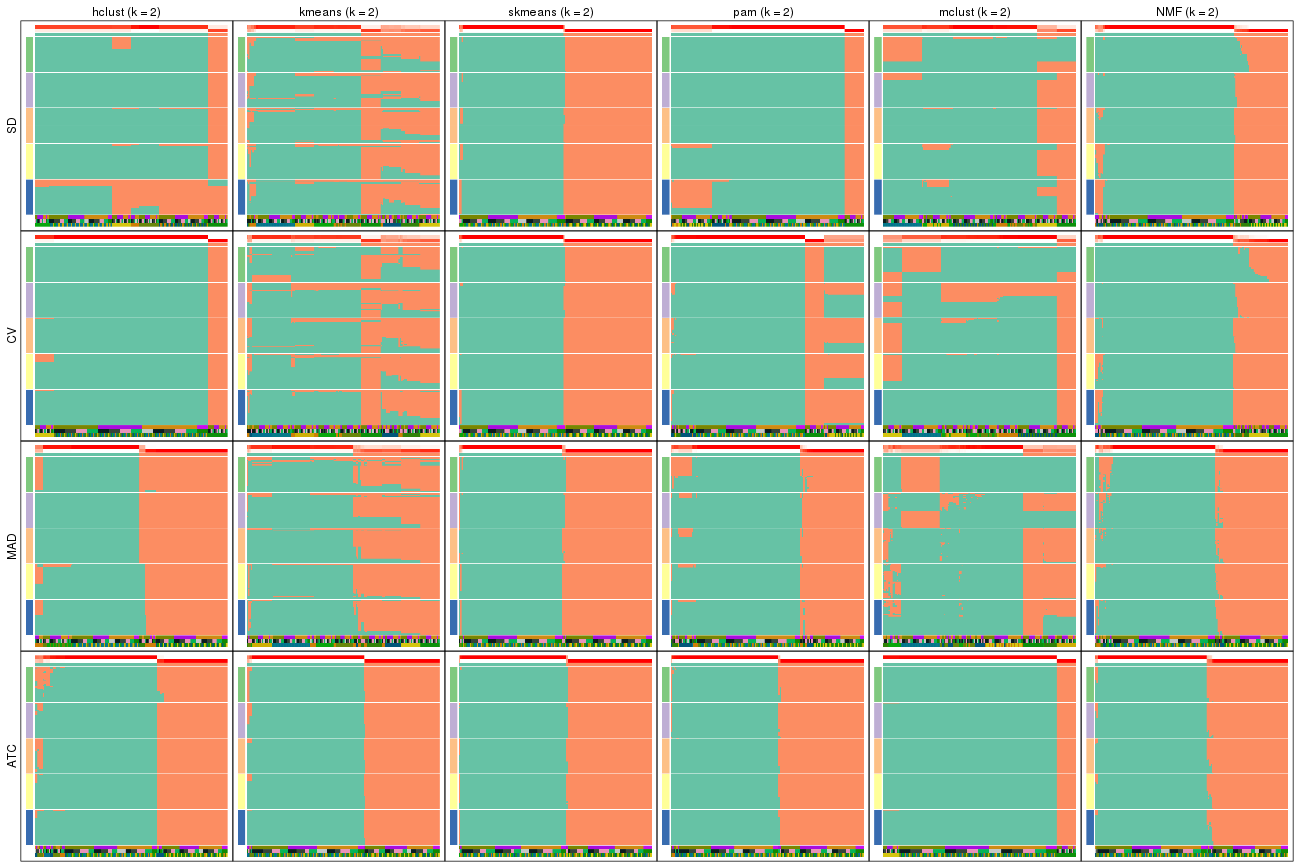 hclust (k = 2) kmeans (k = 2) skmeans (k = 2) pam (k = 2) mclust (k = 2) NMF (k = 2)
SD
CV
MAD
ATC